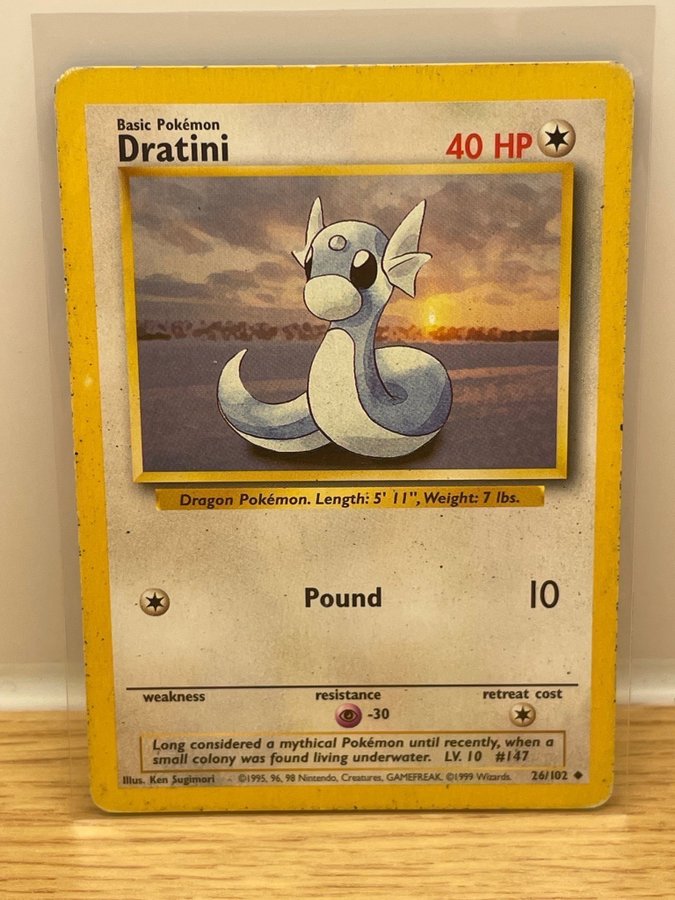 Basic Pokémon
Dratini
40 HP
Dragon Pokémon. Length: 5' 11", Weight: 7 lbs.
Pound 10
weakness resistance retreat cost
-30
Long considered a mythical Pokémon until recently, when a
small colony was found living underwater. LV. 10 #147
Illus. Ken Sugimori ©1995, 96, 98 Nintendo, Creatures, GAMEFREAK. ©1999 Wizards. 26/102